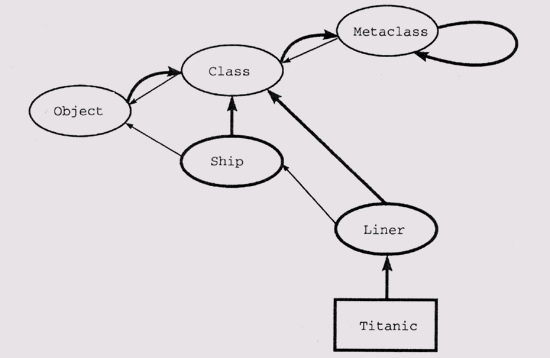 Metaclass
Class
Object
Ship
Liner
Titanic